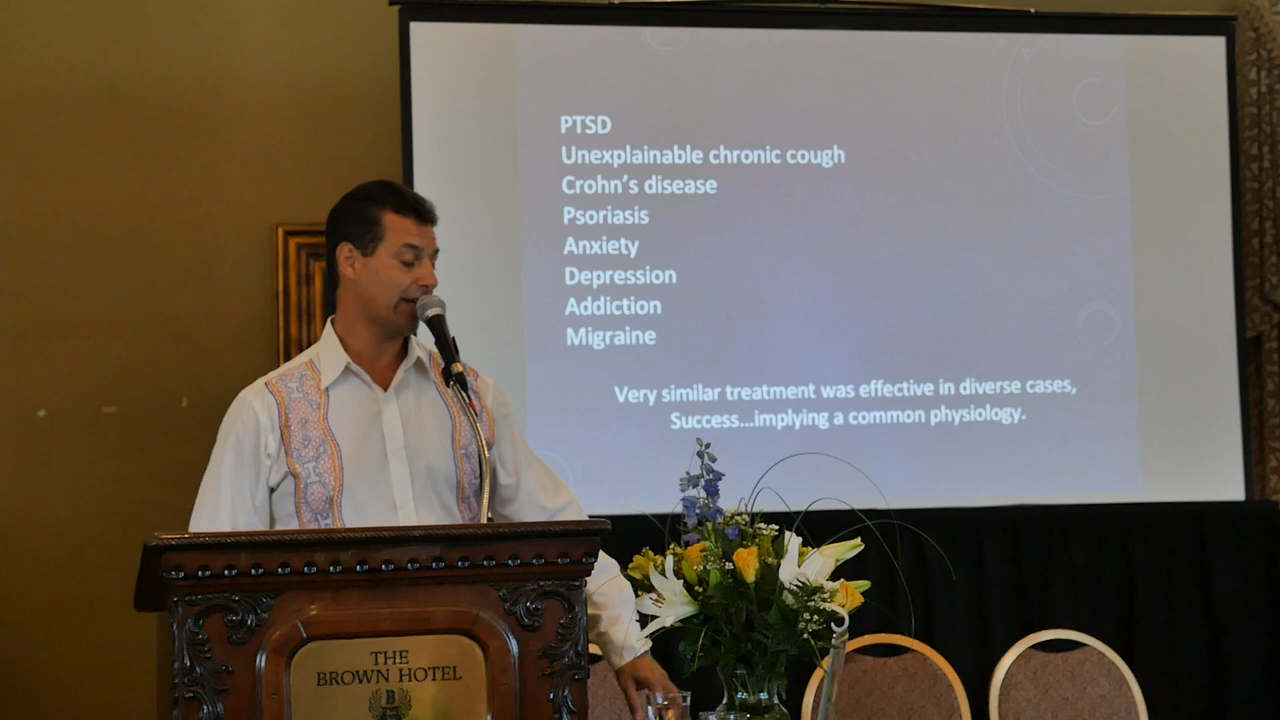 PTSD
Unexplainable chronic cough
Crohn’s disease
Psoriasis
Anxiety
Depression
Addiction
Migraine
Very similar treatment was effective in diverse cases,
Success...implying a common physiology.
THE
BROWN HOTEL
B